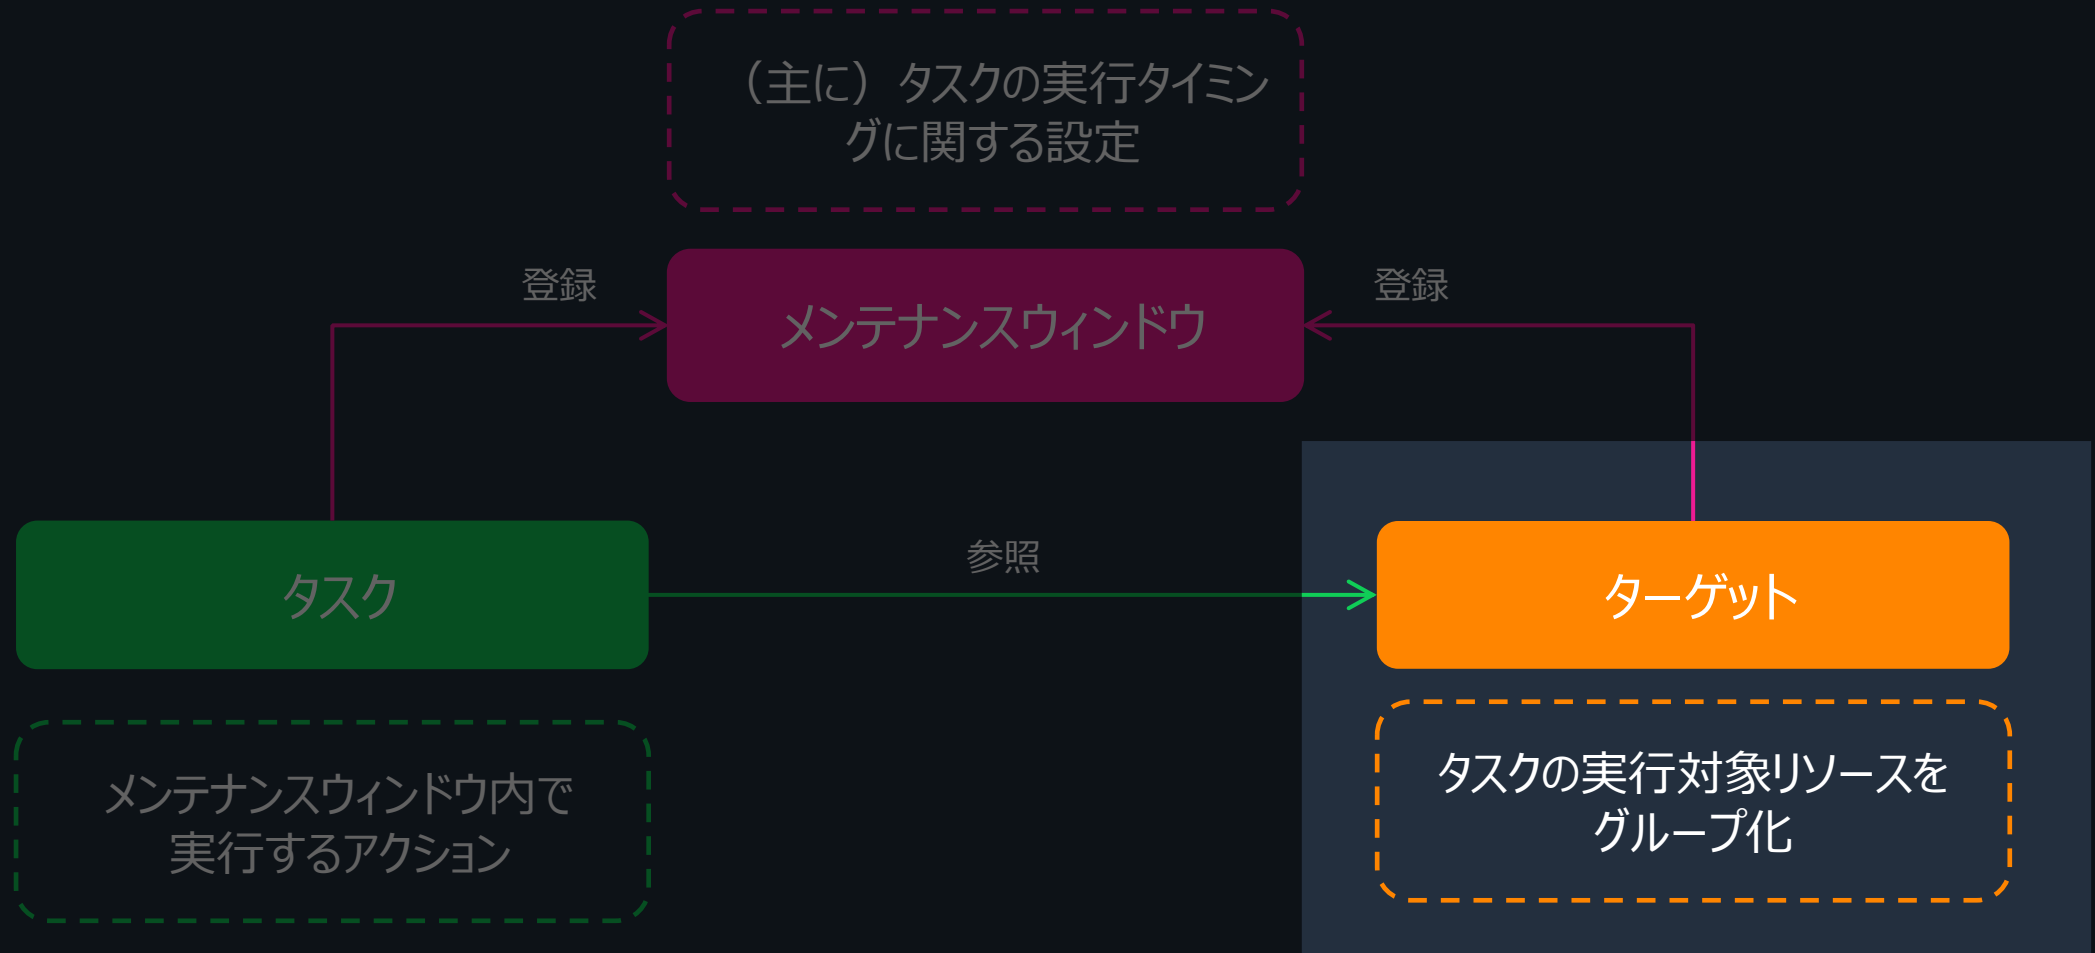 （主に）タスクの実行タイミン
グに関する設定
登録
登録
メンテナンスウィンドウ
参照
タスク
ターゲット
メンテナンスウィンドウ内で
実行するアクション
タスクの実行対象リソースを
グループ化